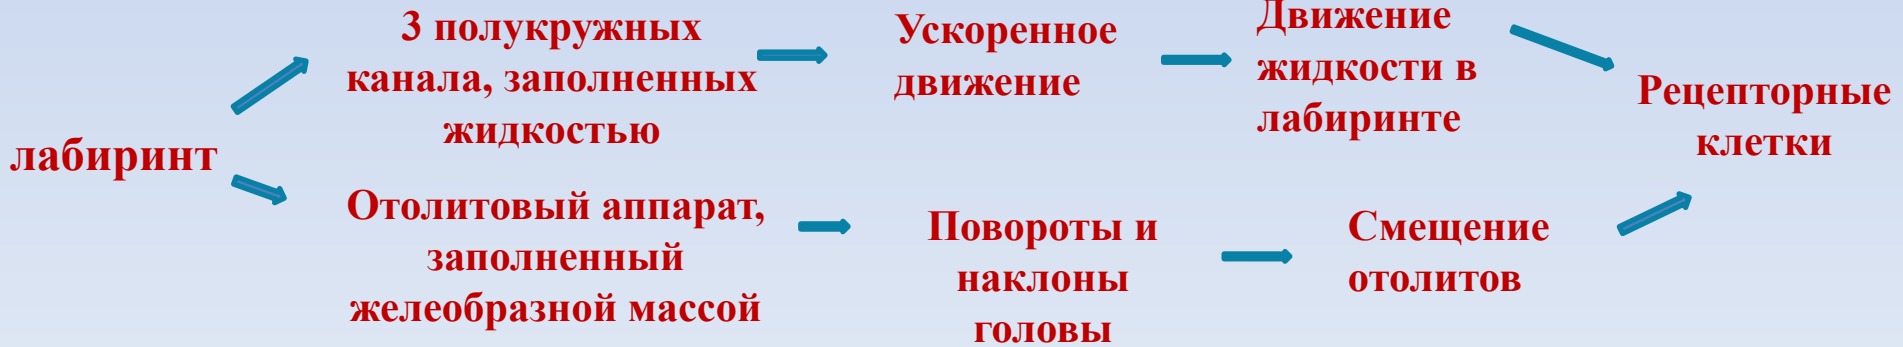 лабиринт
3 полукружных
канала, заполненных
жидкостью
Ускоренное
движение
Движение
жидкости в
лабиринте
Отолитовый аппарат,
заполненный
желеобразной массой
Повороты и
наклоны
головы
Смещение
отолитов
Рецепторные
клетки